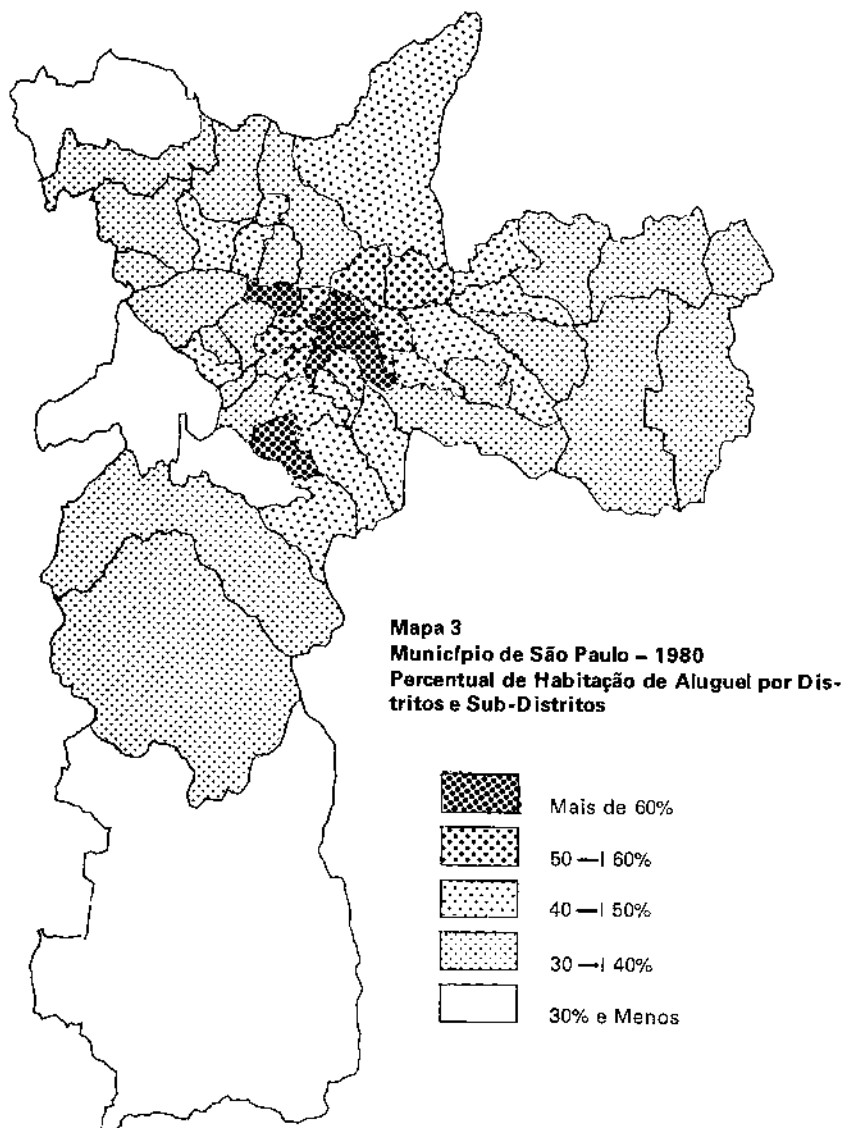 Mapa 3
Município de São Paulo – 1980
Percentual de Habitação de Aluguel por Dis-
tritos e Sub-Distritos
Mais de 60%
50 —| 60%
40 —| 50%
30 —| 40%
30% e Menos